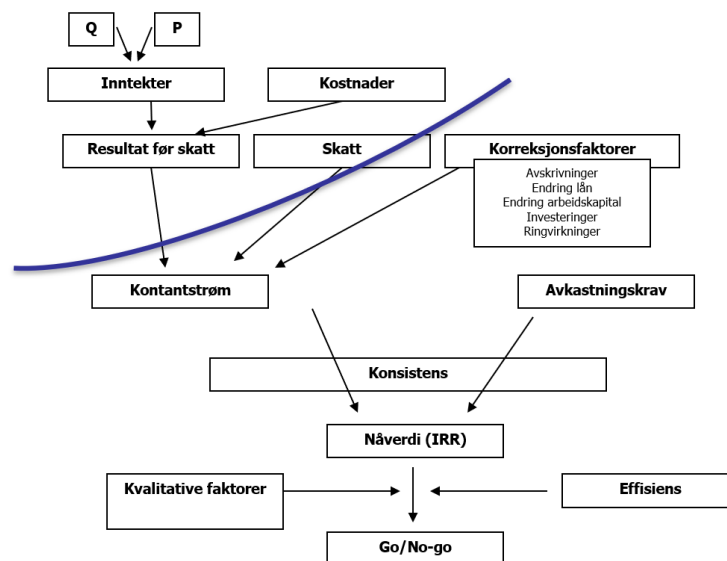 Q
P
Inntekter
Kostnader
Resultat før skatt
Skatt
Korreksjonsfaktorer
Avskrivninger
Endring lån
Endring arbeidskapital
Investeringer
Ringvirkninger
Kontantstrøm
Avkastningskrav
Konsistens
Nåverdi (IRR)
Kvalitative faktorer
Effisiens
Go/No-go